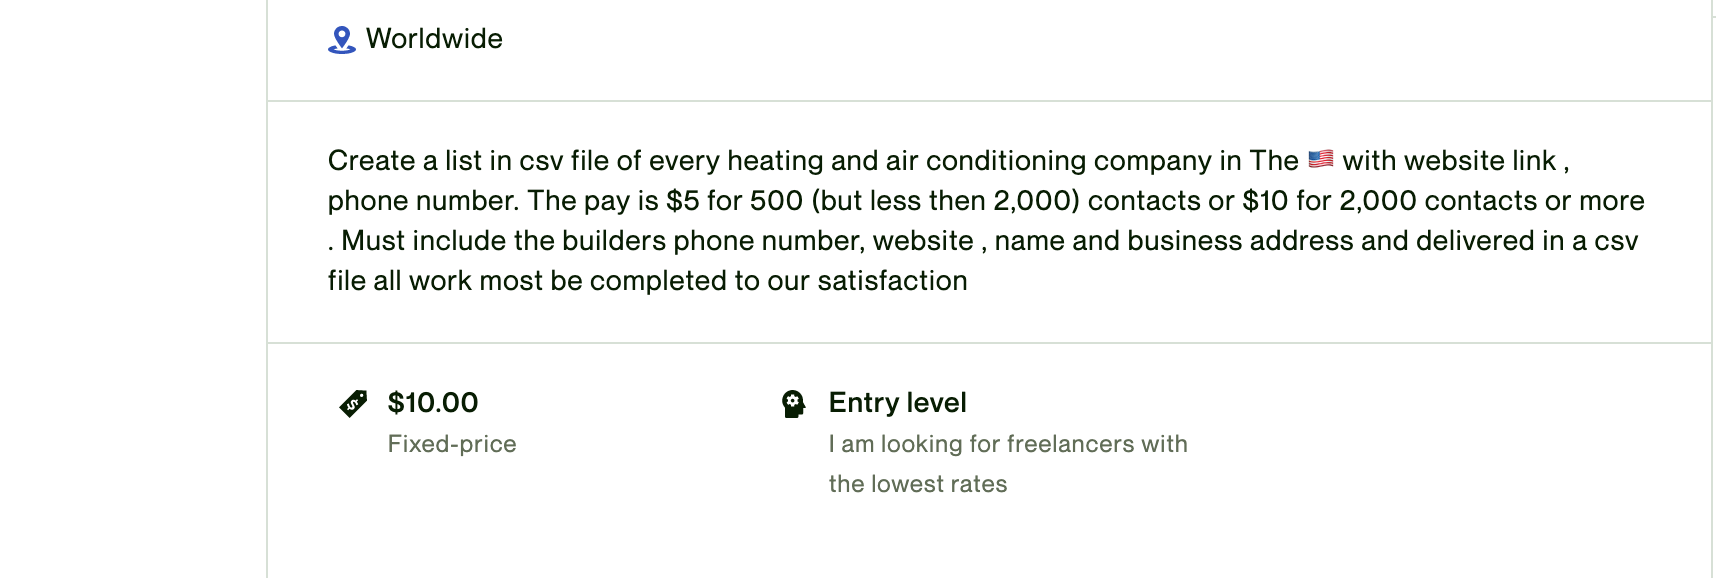 Worldwide
Create a list in csv file of every heating and air conditioning company in The 🇺🇸 with website link ,
phone number. The pay is $5 for 500 (but less then 2,000) contacts or $10 for 2,000 contacts or more
. Must include the builders phone number, website , name and business address and delivered in a csv
file all work most be completed to our satisfaction
$10.00
Fixed-price
Entry level
I am looking for freelancers with
the lowest rates